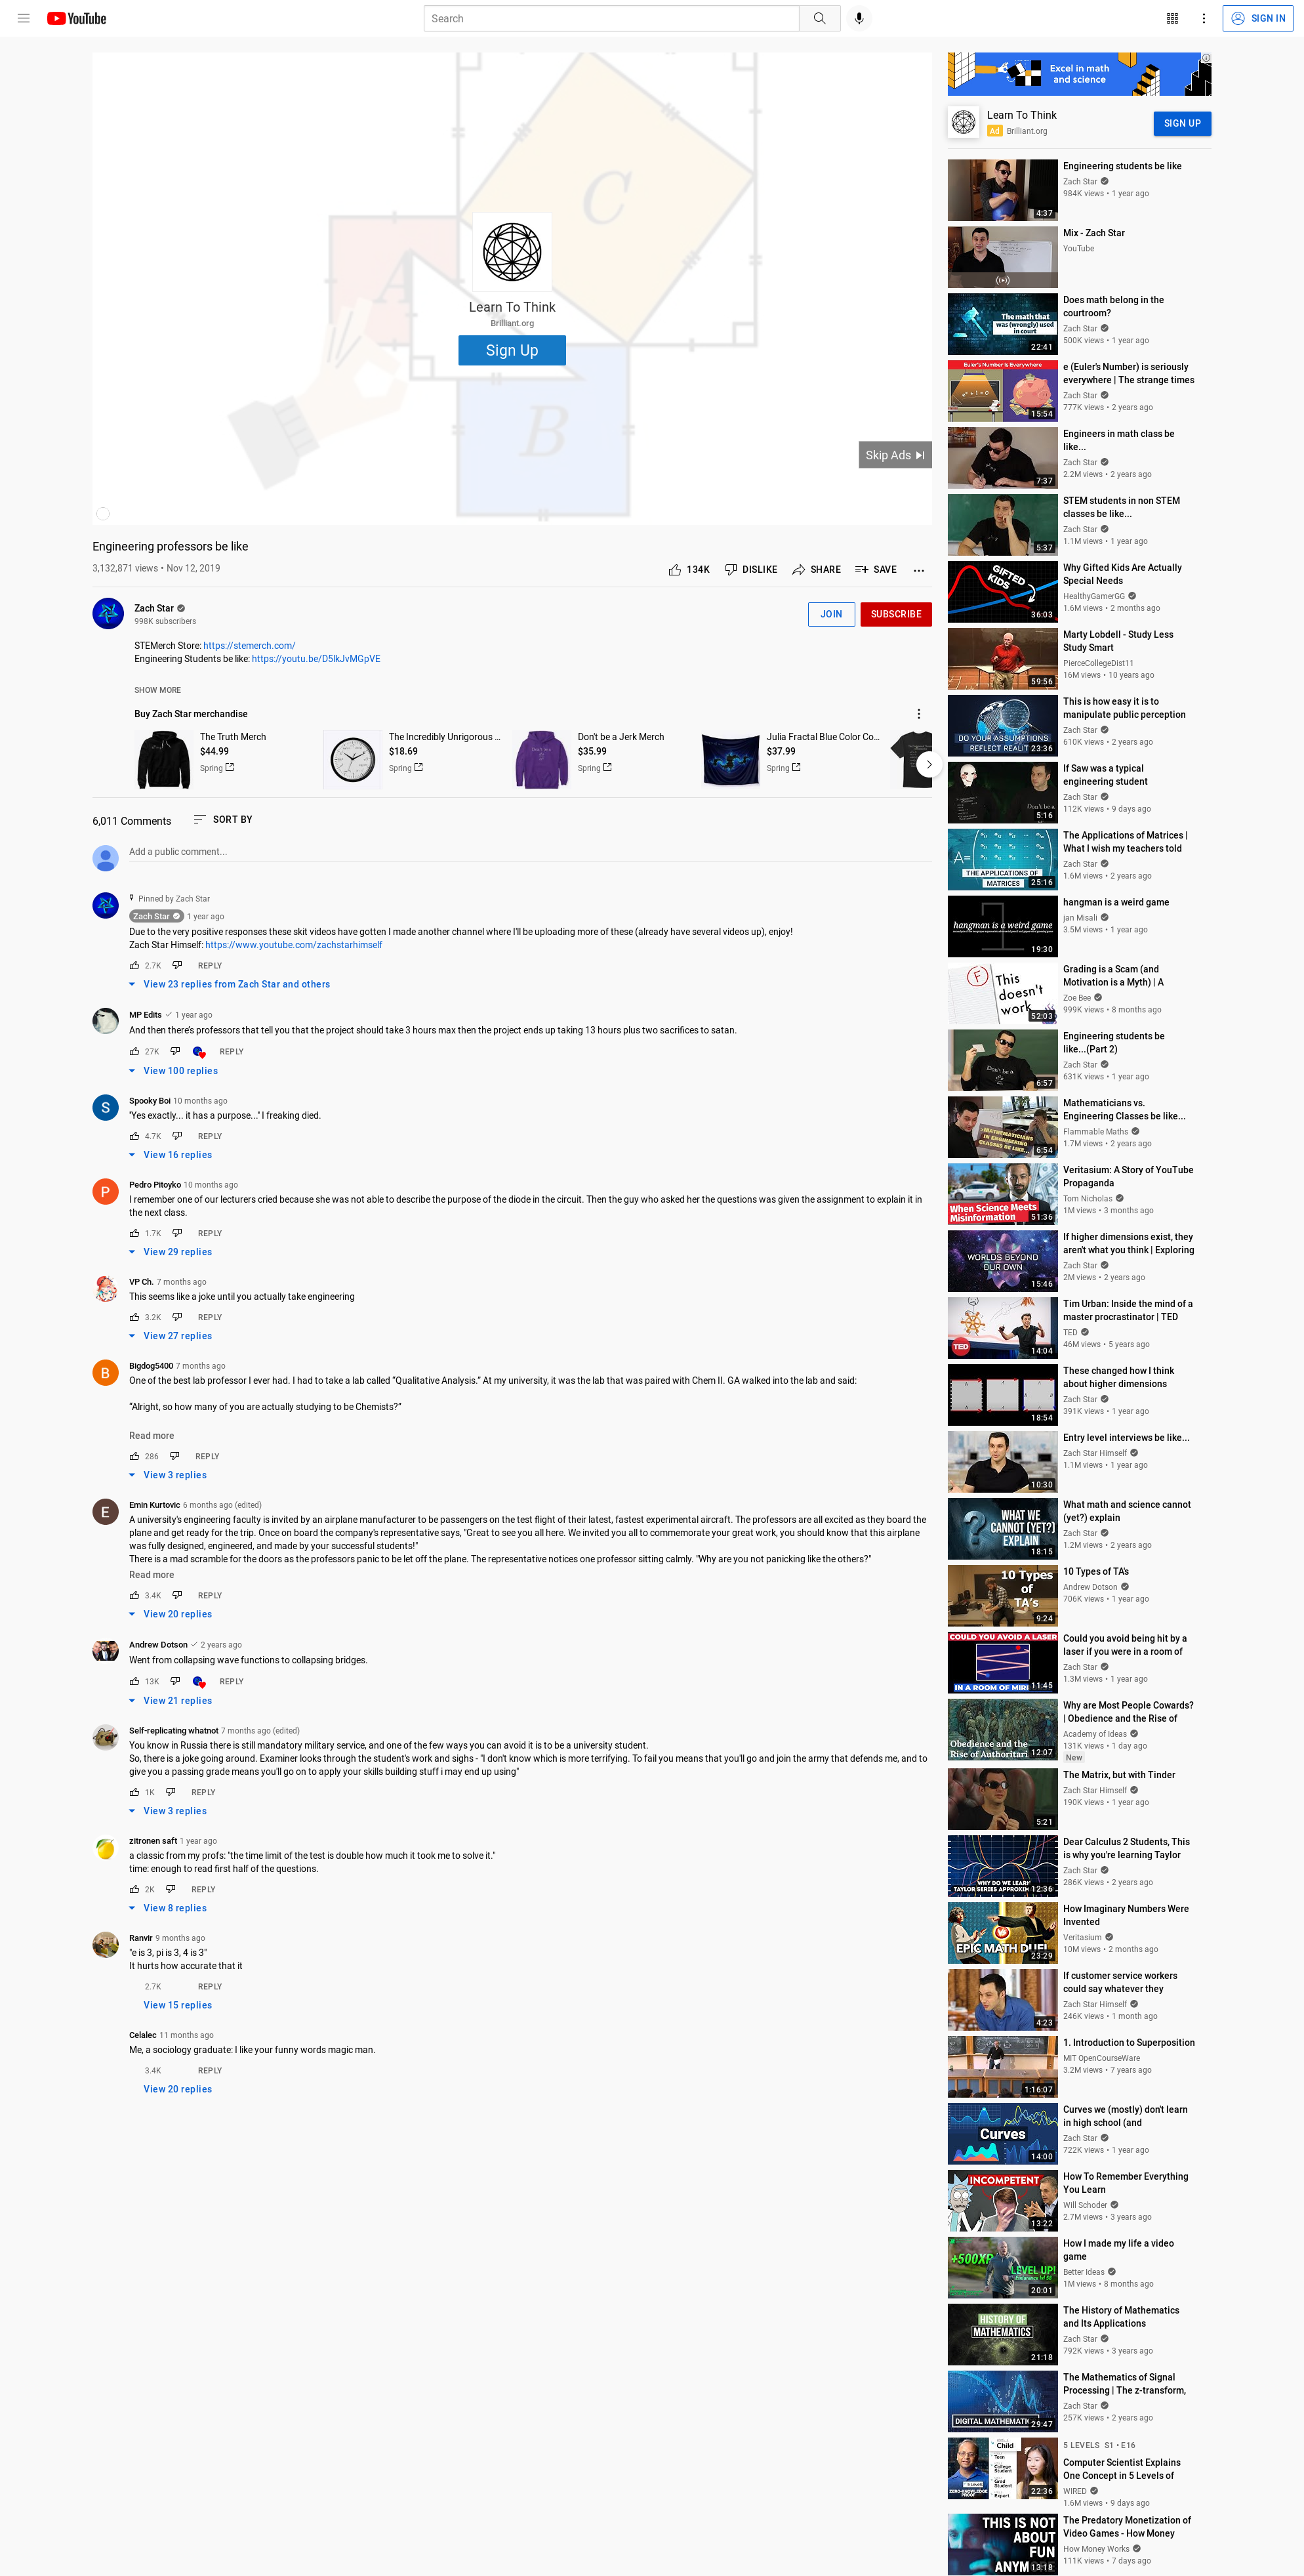 YouTube
Search
SIGN IN
C
A
B
Learn To Think
Brilliant.org
Sign Up
Skip Ads
Engineering professors be like
3,132,871 views • Nov 12, 2019
134K
DISLIKE
SHARE
SAVE
Zach Star
998K subscribers
JOIN
SUBSCRIBE
STEMerch Store: https://stemerch.com/
Engineering Students be like: https://youtu.be/D5lkJvMGpVE
SHOW MORE
Buy Zach Star merchandise
The Truth Merch
$44.99
Spring
The Incredibly Unrigorous ...
$18.69
Spring
Don't be a Jerk Merch
$35.99
Spring
Julia Fractal Blue Color Co...
$37.99
Spring
6,011 Comments
SORT BY
Add a public comment...
Pinned by Zach Star
Zach Star 1 year ago
Due to the very positive responses these skit videos have gotten I made another channel where I'll be uploading more of these (already have several videos up), enjoy!
Zach Star Himself: https://www.youtube.com/zachstarhimself
2.7K REPLY
View 23 replies from Zach Star and others
MP Edits 1 year ago
And then there's professors that tell you that the project should take 3 hours max then the project ends up taking 13 hours plus two sacrifices to satan.
27K REPLY
View 100 replies
S
Spooky Boi 10 months ago
"Yes exactly... it has a purpose..." I freaking died.
4.7K REPLY
View 16 replies
P
Pedro Pitoyko 10 months ago
I remember one of our lecturers cried because she was not able to describe the purpose of the diode in the circuit. Then the guy who asked her the questions was given the assignment to explain it in
the next class.
1.7K REPLY
View 29 replies
VP Ch. 7 months ago
This seems like a joke until you actually take engineering
3.2K REPLY
View 27 replies
B
Bigdog5400 7 months ago
One of the best lab professor I ever had. I had to take a lab called “Qualitative Analysis.” At my university, it was the lab that was paired with Chem II. GA walked into the lab and said:
“Alright, so how many of you are actually studying to be Chemists?”
Read more
286 REPLY
View 3 replies
E
Emin Kurtovic 6 months ago (edited)
A university's engineering faculty is invited by an airplane manufacturer to be passengers on the test flight of their latest, fastest experimental aircraft. The professors are all excited as they board the
plane and get ready for the trip. Once on board the company's representative says, "Great to see you all here. We invited you all to commemorate your great work, you should know that this airplane
was fully designed, engineered, and made by your successful students!"
There is a mad scramble for the doors as the professors panic to be let off the plane. The representative notices one professor sitting calmly. "Why are you not panicking like the others?"
Read more
3.4K REPLY
View 20 replies
Andrew Dotson 2 years ago
Went from collapsing wave functions to collapsing bridges.
13K REPLY
View 21 replies
Self-replicating whatnot 7 months ago (edited)
You know in Russia there is still mandatory military service, and one of the few ways you can avoid it is to be a university student.
So, there is a joke going around. Examiner looks through the student's work and sighs - "I don't know which is more terrifying. To fail you means that you'll go and join the army that defends me, and to
give you a passing grade means you'll go on to apply your skills building stuff i may end up using"
1K REPLY
View 3 replies
zitronen saft 1 year ago
a classic from my profs: "the time limit of the test is double how much it took me to solve it."
time: enough to read first half of the questions.
2K REPLY
View 8 replies
Ranvir 9 months ago
"e is 3, pi is 3, 4 is 3"
It hurts how accurate that it
2.7K REPLY
View 15 replies
Celalec 11 months ago
Me, a sociology graduate: I like your funny words magic man.
3.4K REPLY
View 20 replies
Excel in math
and science
Learn To Think
Ad Brilliant.org
SIGN UP
4:37
Engineering students be like
Zach Star
984K views • 1 year ago
Mix - Zach Star
YouTube
The math that
was (wrongly) used
in court
22:41
Does math belong in the
courtroom?
Zach Star
500K views • 1 year ago
Euler's Number Is Everywhere
15:54
e (Euler's Number) is seriously
everywhere | The strange times
Zach Star
777K views • 2 years ago
7:37
Engineers in math class be
like...
Zach Star
2.2M views • 2 years ago
5:37
STEM students in non STEM
classes be like...
Zach Star
1.1M views • 1 year ago
GIFTED
KIDS
36:03
Why Gifted Kids Are Actually
Special Needs
HealthyGamerGG
1.6M views • 2 months ago
59:56
Marty Lobdell - Study Less
Study Smart
PierceCollegeDist11
16M views • 10 years ago
DO YOUR ASSUMPTIONS
REFLECT REALITY
23:36
This is how easy it is to
manipulate public perception
Zach Star
610K views • 2 years ago
Don't be a
5:16
If Saw was a typical
engineering student
Zach Star
112K views • 9 days ago
A=
THE APPLICATIONS OF
MATRICES
25:16
The Applications of Matrices |
What I wish my teachers told
Zach Star
1.6M views • 2 years ago
hangman is a weird game
19:30
hangman is a weird game
jan Misali
3.5M views • 1 year ago
F
This
doesn't
work
52:03
Grading is a Scam (and
Motivation is a Myth) | A
Zoe Bee
999K views • 8 months ago
Don't be a
6:57
Engineering students be
like...(Part 2)
Zach Star
631K views • 1 year ago
MATHEMATICIANS
IN ENGINEERING
CLASSES BE LIKE...
6:54
Mathematicians vs.
Engineering Classes be like...
Flammable Maths
1.7M views • 2 years ago
When Science Meets
Misinformation
51:36
Veritasium: A Story of YouTube
Propaganda
Tom Nicholas
1M views • 3 months ago
WORLDS BEYOND
OUR OWN
15:46
If higher dimensions exist, they
aren't what you think | Exploring
Zach Star
2M views • 2 years ago
TED
14:04
Tim Urban: Inside the mind of a
master procrastinator | TED
TED
46M views • 5 years ago
18:54
These changed how I think
about higher dimensions
Zach Star
391K views • 1 year ago
10:30
Entry level interviews be like...
Zach Star Himself
1.1M views • 1 year ago
WHAT WE
CANNOT (YET?)
EXPLAIN
18:15
What math and science cannot
(yet?) explain
Zach Star
1.2M views • 2 years ago
10 Types
of
TA's
9:24
10 Types of TA's
Andrew Dotson
706K views • 1 year ago
COULD YOU AVOID A LASER
IN A ROOM OF MIRR
11:45
Could you avoid being hit by a
laser if you were in a room of
Zach Star
1.3M views • 1 year ago
Obedience and the
Rise of Authoritari
12:07
Why are Most People Cowards?
| Obedience and the Rise of
Academy of Ideas
131K views • 1 day ago
New
5:21
The Matrix, but with Tinder
Zach Star Himself
190K views • 1 year ago
WHY DO WE LEARN
TAYLOR SERIES APPROXIM
12:36
Dear Calculus 2 Students, This
is why you're learning Taylor
Zach Star
286K views • 2 years ago
EPIC MATH DUEL
23:29
How Imaginary Numbers Were
Invented
Veritasium
10M views • 2 months ago
4:23
If customer service workers
could say whatever they
Zach Star Himself
246K views • 1 month ago
1:16:07
1. Introduction to Superposition
MIT OpenCourseWare
3.2M views • 7 years ago
Curves
14:00
Curves we (mostly) don't learn
in high school (and
Zach Star
722K views • 1 year ago
INCOMPETENT
13:22
How To Remember Everything
You Learn
Will Schoder
2.7M views • 3 years ago
+500XP
LEVEL UP!
20:01
How I made my life a video
game
Better Ideas
1M views • 8 months ago
HISTORY OF
MATHEMATICS
21:18
The History of Mathematics
and Its Applications
Zach Star
792K views • 3 years ago
DIGITAL MATHEMATIC
29:47
The Mathematics of Signal
Processing | The z-transform,
Zach Star
257K views • 2 years ago
Child
Teen
College
Student
Grad
Student
Expert
ZERO-KNOWLEDGE
PROOF
22:36
5 LEVELS S1 • E16
Computer Scientist Explains
One Concept in 5 Levels of
WIRED
1.6M views • 9 days ago
THIS IS NOT
ABOUT
FUN
ANYM
13:18
The Predatory Monetization of
Video Games - How Money
How Money Works
111K views • 7 days ago